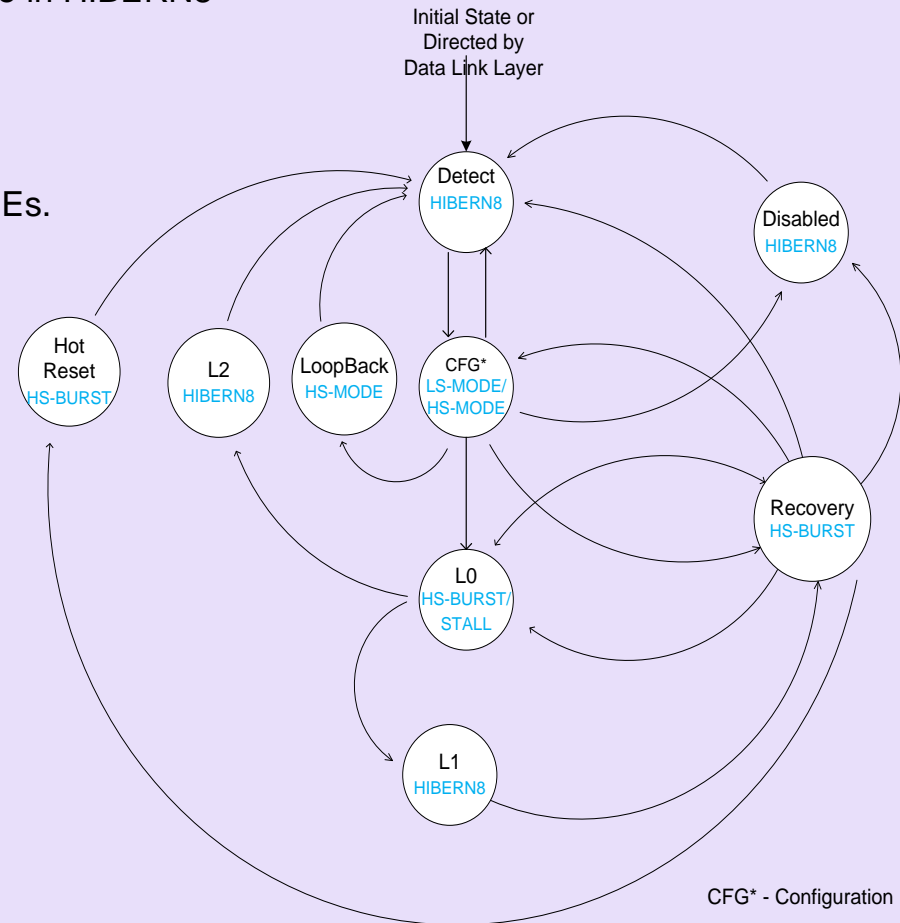 in HIBERN8
Initial State or
Directed by
Data Link Layer
Es.
Detect
HIBERN8
Disabled
HIBERN8
Hot
Reset
HS-BURST
L2
HIBERN8
LoopBack
HS-MODE
CFG*
LS-MODE/
HS-MODE
Recovery
HS-BURST
L0
HS-BURST/
STALL
L1
HIBERN8
CFG* - Configuration